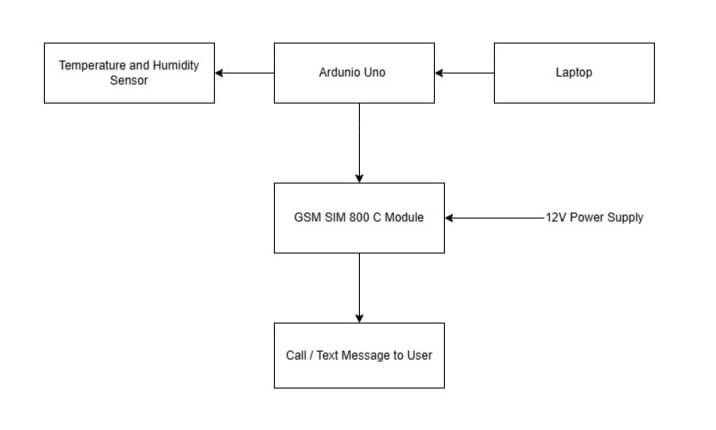 Temperature and Humidity
Sensor
Ardunio Uno
Laptop
GSM SIM 800 C Module
12V Power Supply
Call / Text Message to User